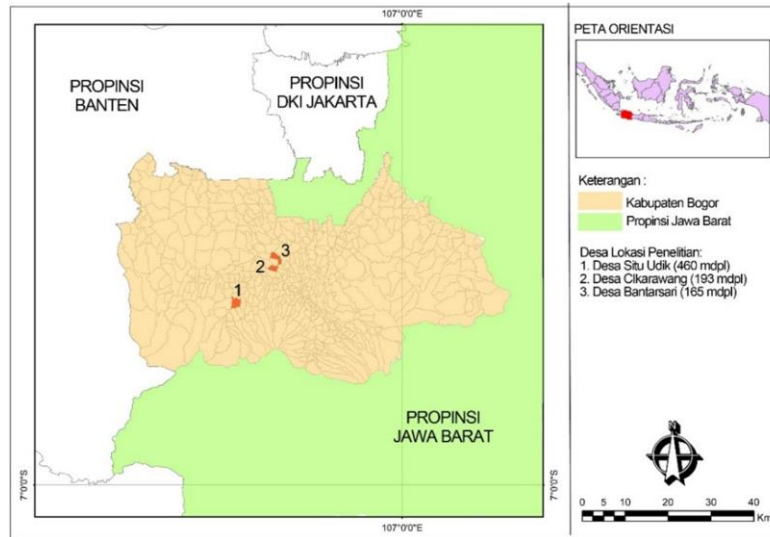 107°0'0"E
PROPINSI
BANTEN
PROPINSI
DKI JAKARTA
3
2
1
PROPINSI
JAWA BARAT
7°0'0"S
7°0'0"S
107°0'0"E
PETA ORIENTASI
Keterangan :
Kabupaten Bogor
Propinsi Jawa Barat
Desa Lokasi Penelitian:
1. Desa Situ Udik (460 mdpl)
2. Desa Cikarawang (193 mdpl)
3. Desa Bantarsari (165 mdpl)
0 5 10 20 30 40
Km